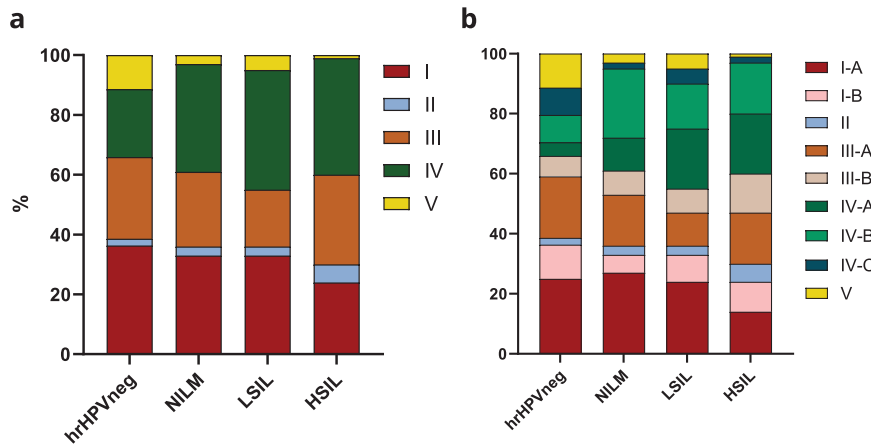 a
%
100
80
60
40
20
0
hrHPVneg
NILM
LSIL
HSIL
I
II
III
IV
V
b
100
80
60
40
20
0
hrHPVneg
NILM
LSIL
HSIL
I-A
I-B
II
III-A
III-B
IV-A
IV-B
IV-C
V